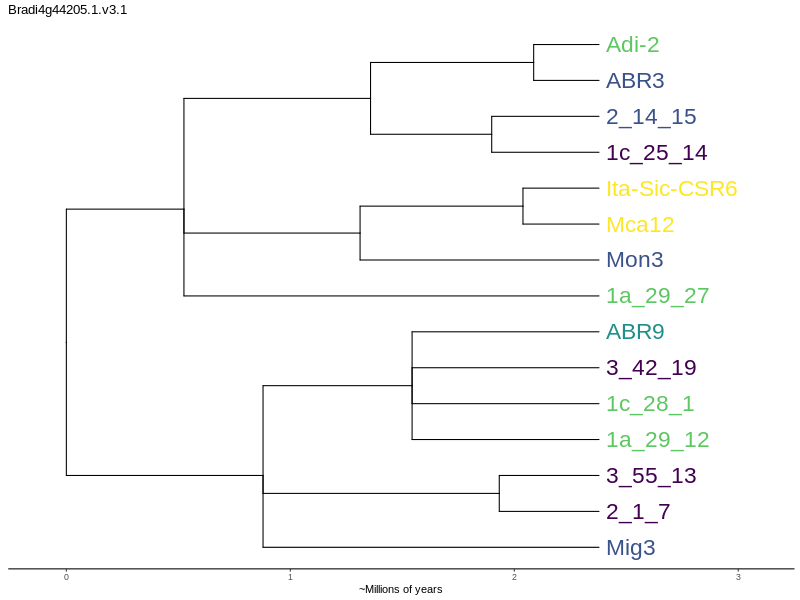 Bradi4g44205.1.v3.1
Adi-2
ABR3
2_14_15
1c_25_14
Ita-Sic-CSR6
Mca12
Mon3
1a_29_27
ABR9
3_42_19
1c_28_1
1a_29_12
3_55_13
2_1_7
Mig3
0 1 2 3
~Millions of years